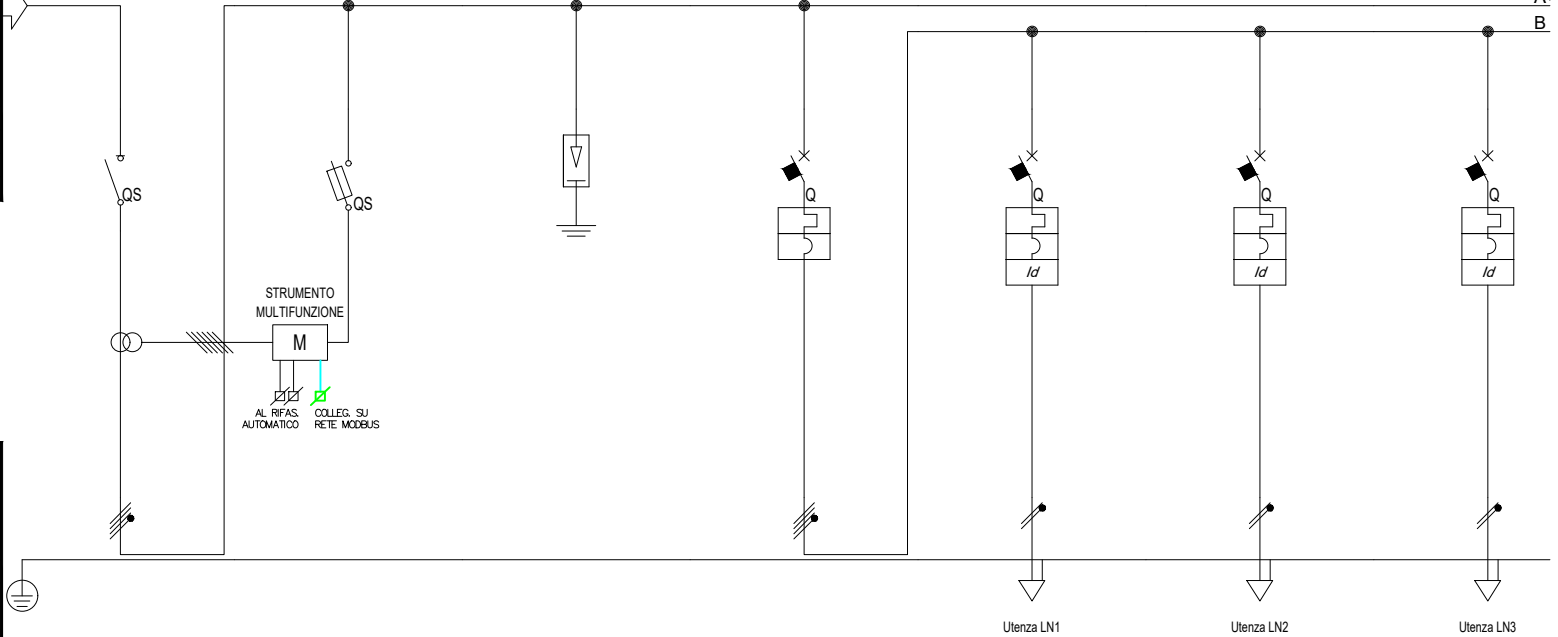 B
QS
QS
Q
Q
Q
Q
Id
Id
Id
STRUMENTO
MULTIFUNZIONE
M
AL RIFAS.
AUTOMATICO
COLLEG. SU
RETE MODBUS
Utenza LN1
Utenza LN2
Utenza LN3